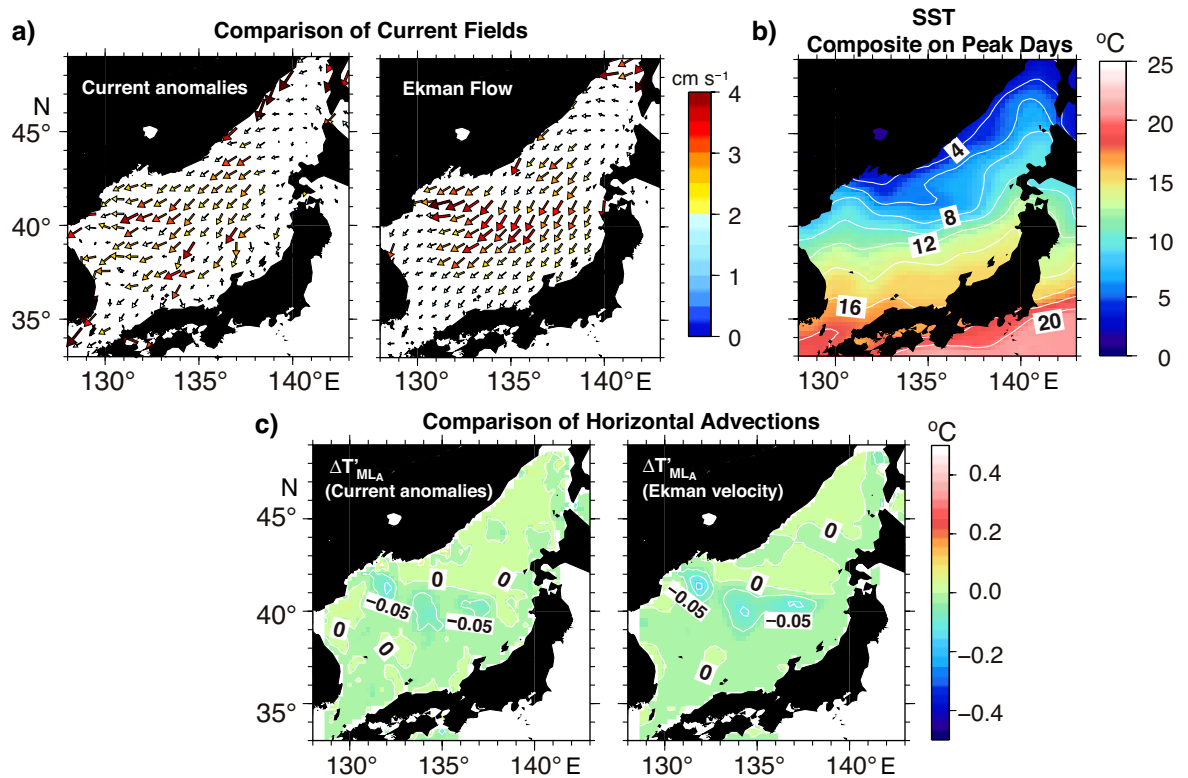 a)
Comparison of Current Fields
Current anomalies
Ekman Flow
cm s⁻¹
N
45°
40°
35°
130°
140° E
130°
140° E
4
3
2
1
0
b)
SST
Composite on Peak Days
°C
4
8
12
16
20
130°
135°
140° E
25
20
15
10
5
0
c)
Comparison of Horizontal Advections
ΔT'MLA
(Current anomalies)
ΔT'MLA
(Ekman velocity)
°C
N
45°
40°
35°
0
0
−0.05
−0.05
0
0
0
0
−0.05
−0.05
0
130°
140° E
130°
140° E
0.4
0.2
0.0
−0.2
−0.4